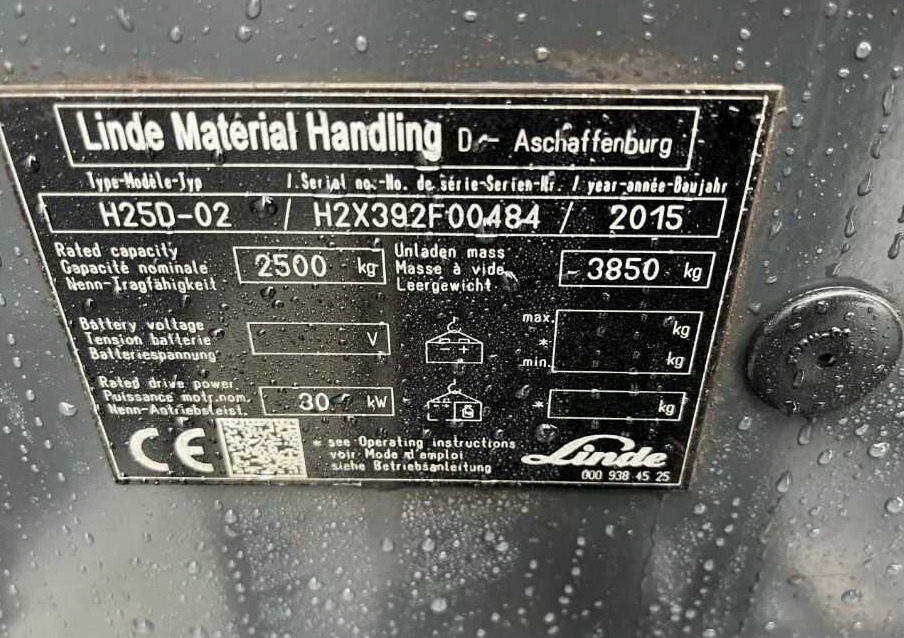 Linde Material Handling D - Aschaffenburg
Type-Modèle-Typ / Serial no.-No. de série-Serien-Nr. / year-année-Baujahr
H25D-02 / H2X392F00484 / 2015
Rated capacity
Capacité nominale
Nenn-Tragfähigkeit
2500 kg
Unladen mass
Masse à vide
Leergewicht
3850 kg
Battery voltage
Tension batterie
Batteriespannung
V
max.
*
min.
kg
kg
Rated drive power
Puissance motr.nom.
Nenn-Antriebsleist.
30 kW
* kg
CE
* see Operating instructions
voir Mode d'emploi
siehe Betriebsanleitung
Linde
000 938 45 25